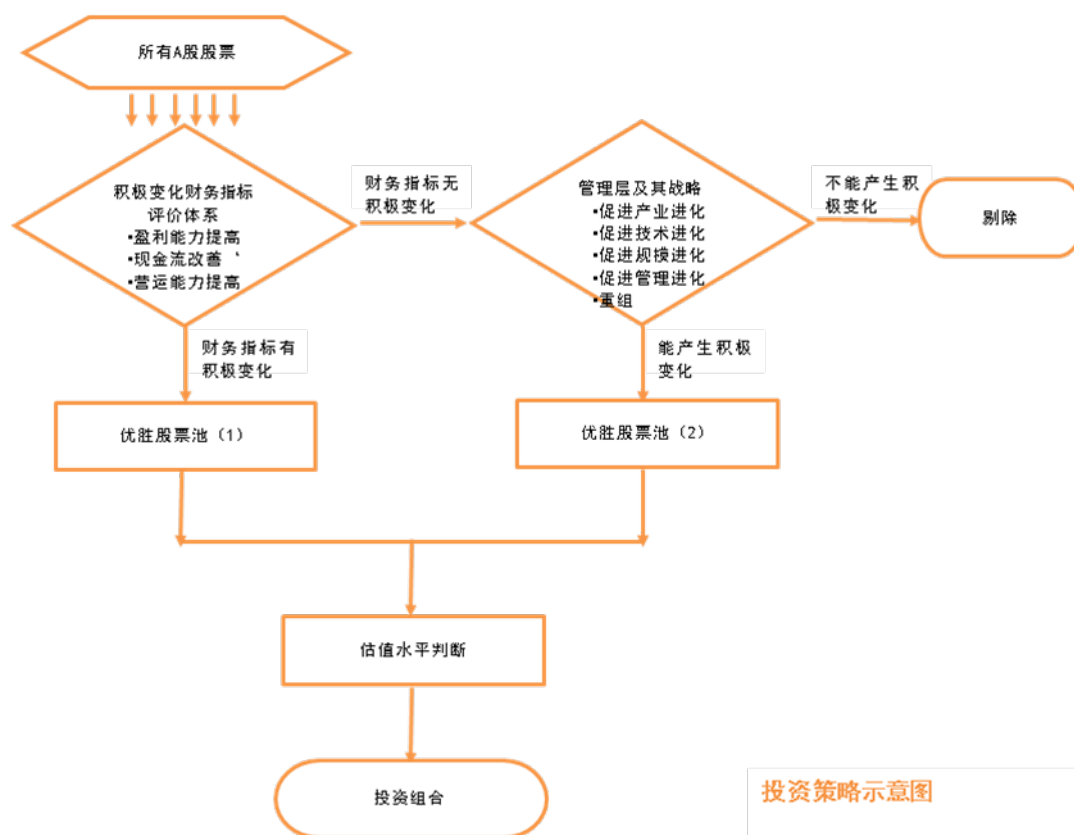 所有A股股票
积极变化财务指标
评价体系
▪盈利能力提高
▪现金流改善 、
▪营运能力提高
财务指标无
积极变化
管理层及其战略
▪促进产业进化
▪促进技术进化
▪促进规模进化
▪促进管理进化
▪重组
不能产生积
极变化
剔除
财务指标有
积极变化
能产生积极
变化
优胜股票池（1）
优胜股票池（2）
估值水平判断
投资组合
投资策略示意图